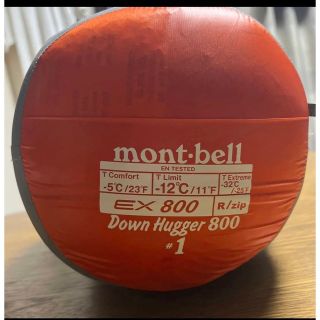 mont·bell
EN TESTED
T Comfort T Limit T Extreme
-5℃/23°F -12℃/11°F -32℃/-25°F
EX 800 R/zip
Down Hugger 800
#1